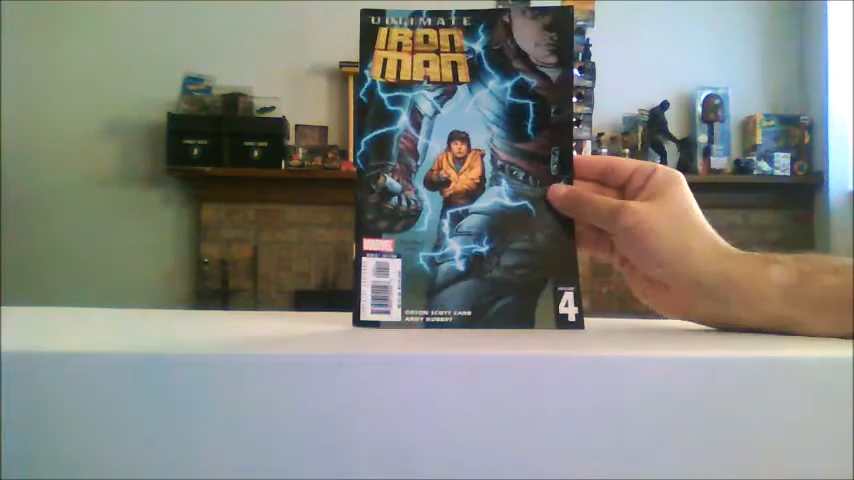 ULTIMATE
IRON
MAN
MARVEL
4
ORSON SCOTT CARD
ANDY KUBERT